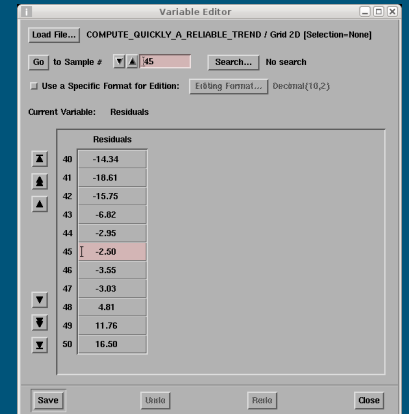 Variable Editor
Load File... COMPUTE_QUICKLY_A_RELIABLE_TREND / Grid 2D [Selection=None]
Go to Sample # 45 Search... No search
Use a Specific Format for Edition: Editing Format... Decimal(10,2)
Current Variable: Residuals
Residuals
40 -14.34
41 -18.61
42 -15.75
43 -6.82
44 -2.95
45 -2.50
46 -3.55
47 -3.03
48 4.81
49 11.76
50 16.50
Save Undo Redo Close